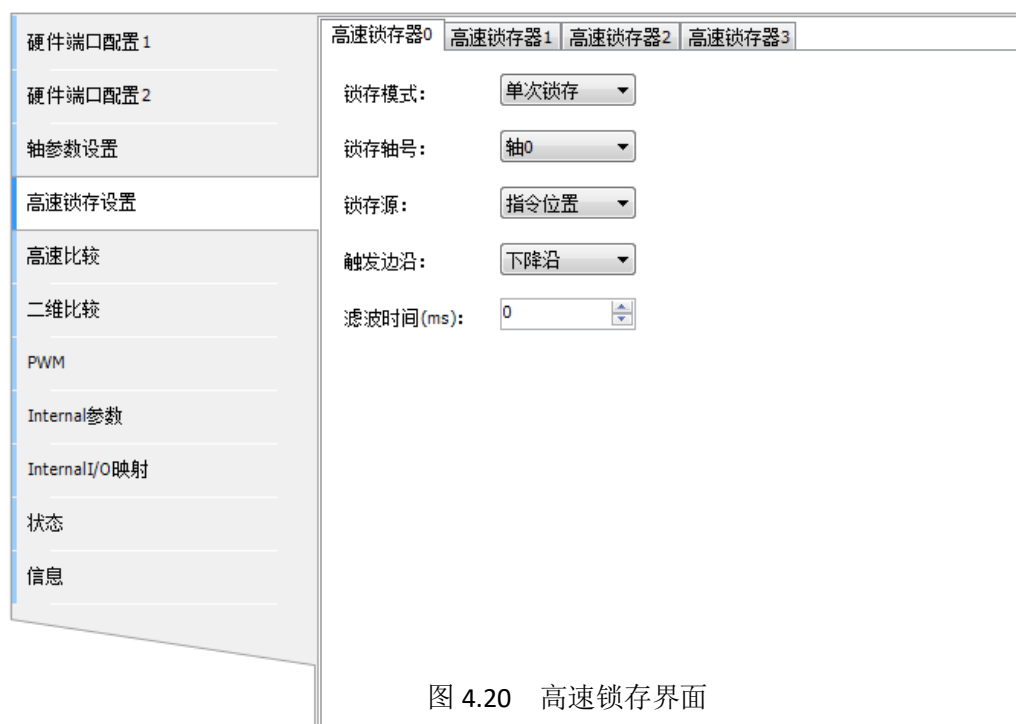 硬件端口配置1
硬件端口配置2
轴参数设置
高速锁存设置
高速比较
二维比较
PWM
Internal参数
InternalI/O映射
状态
信息
高速锁存器0 高速锁存器1 高速锁存器2 高速锁存器3
锁存模式： 单次锁存
锁存轴号： 轴0
锁存源： 指令位置
触发边沿： 下降沿
滤波时间(ms)： 0
图 4.20 高速锁存界面